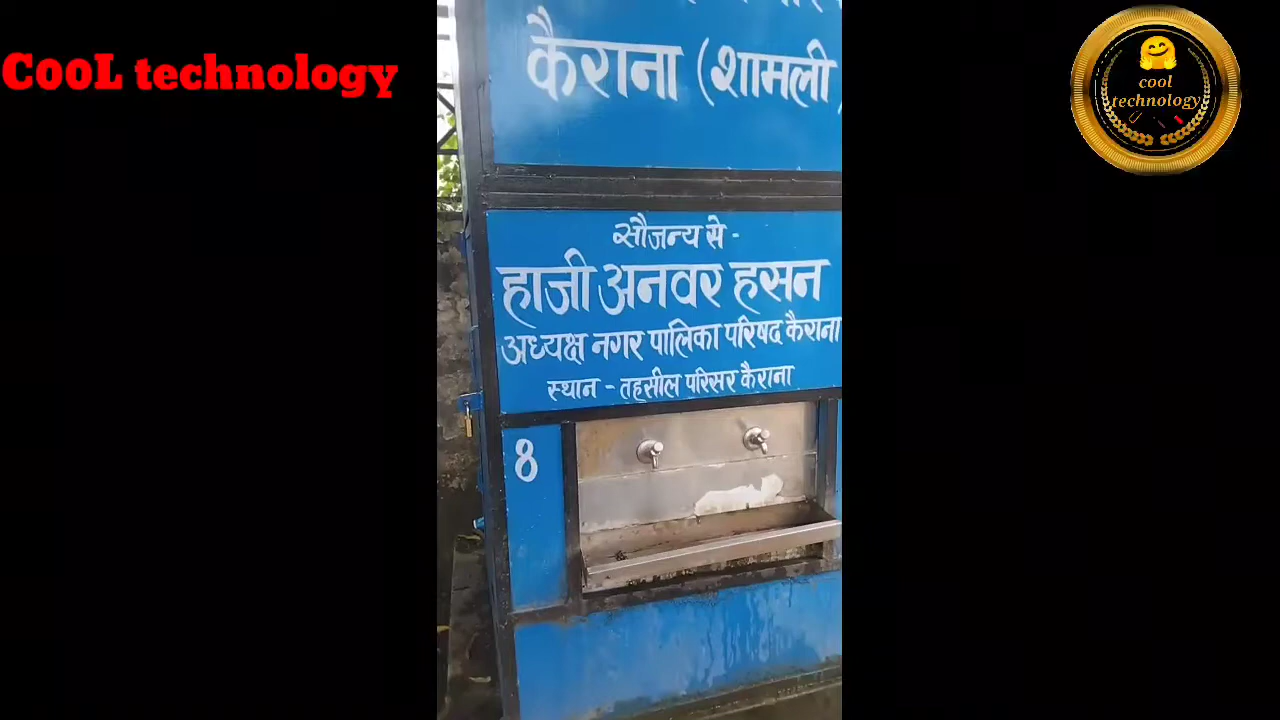 COOL technology
cool
technology
कैराना (शामली)
सौजन्य से -
हाजी अनवर हसन
अध्यक्ष नगर पालिका परिषद कैराना
स्थान - तहसील परिसर कैराना
8